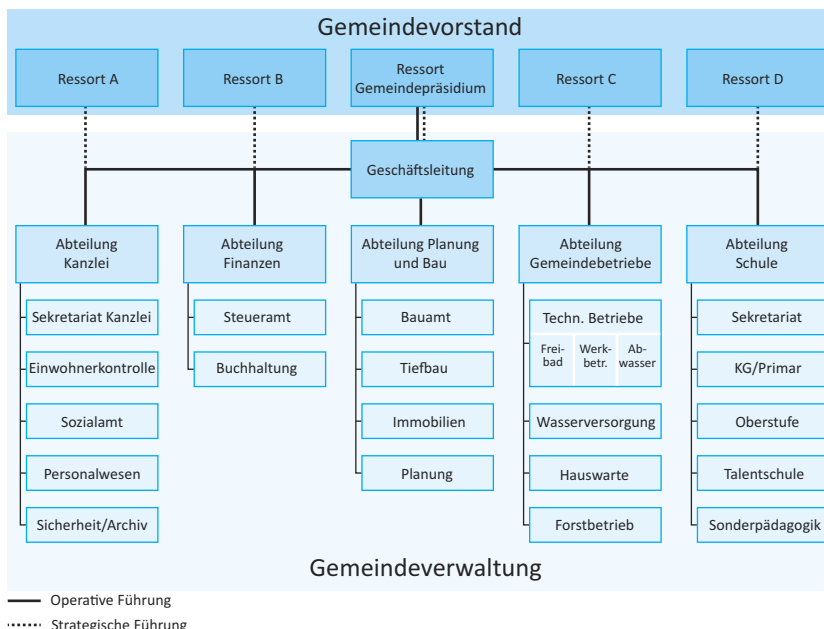 Gemeindevorstand
Ressort A
Ressort B
Ressort
Gemeindepräsidium
Ressort C
Ressort D
Geschäftsleitung
Abteilung
Kanzlei
Abteilung
Finanzen
Abteilung Planung
und Bau
Abteilung
Gemeindebetriebe
Abteilung
Schule
Sekretariat Kanzlei
Einwohnerkontrolle
Sozialamt
Personalwesen
Sicherheit/Archiv
Steueramt
Buchhaltung
Bauamt
Tiefbau
Immobilien
Planung
Techn. Betriebe
Frei-
bad
Werk-
betr.
Ab-
wasser
Wasserversorgung
Hauswarte
Forstbetrieb
Sekretariat
KG/Primar
Oberstufe
Talentschule
Sonderpädagogik
Gemeindeverwaltung
Operative Führung
Strategische Führung